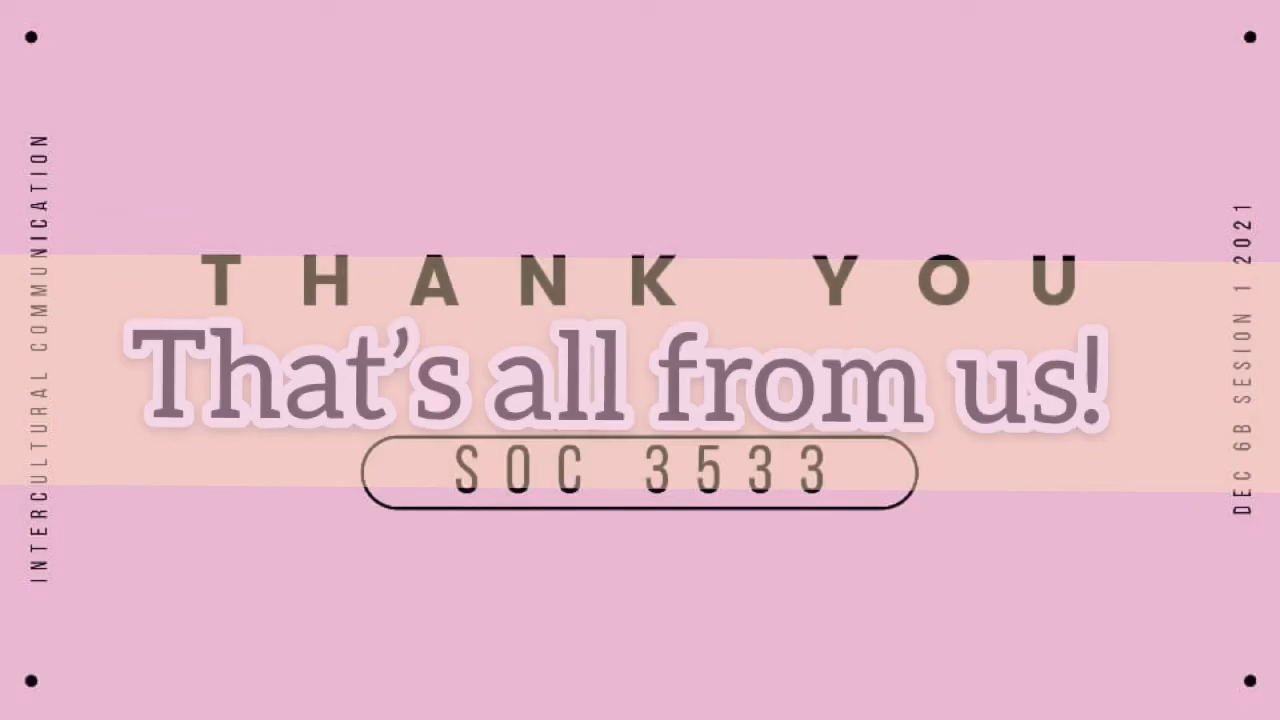 INTERCULTURAL COMMUNICATION
THANK YOU
That's all from us!
SOC 3533
DEC 6B SESION 1 2021